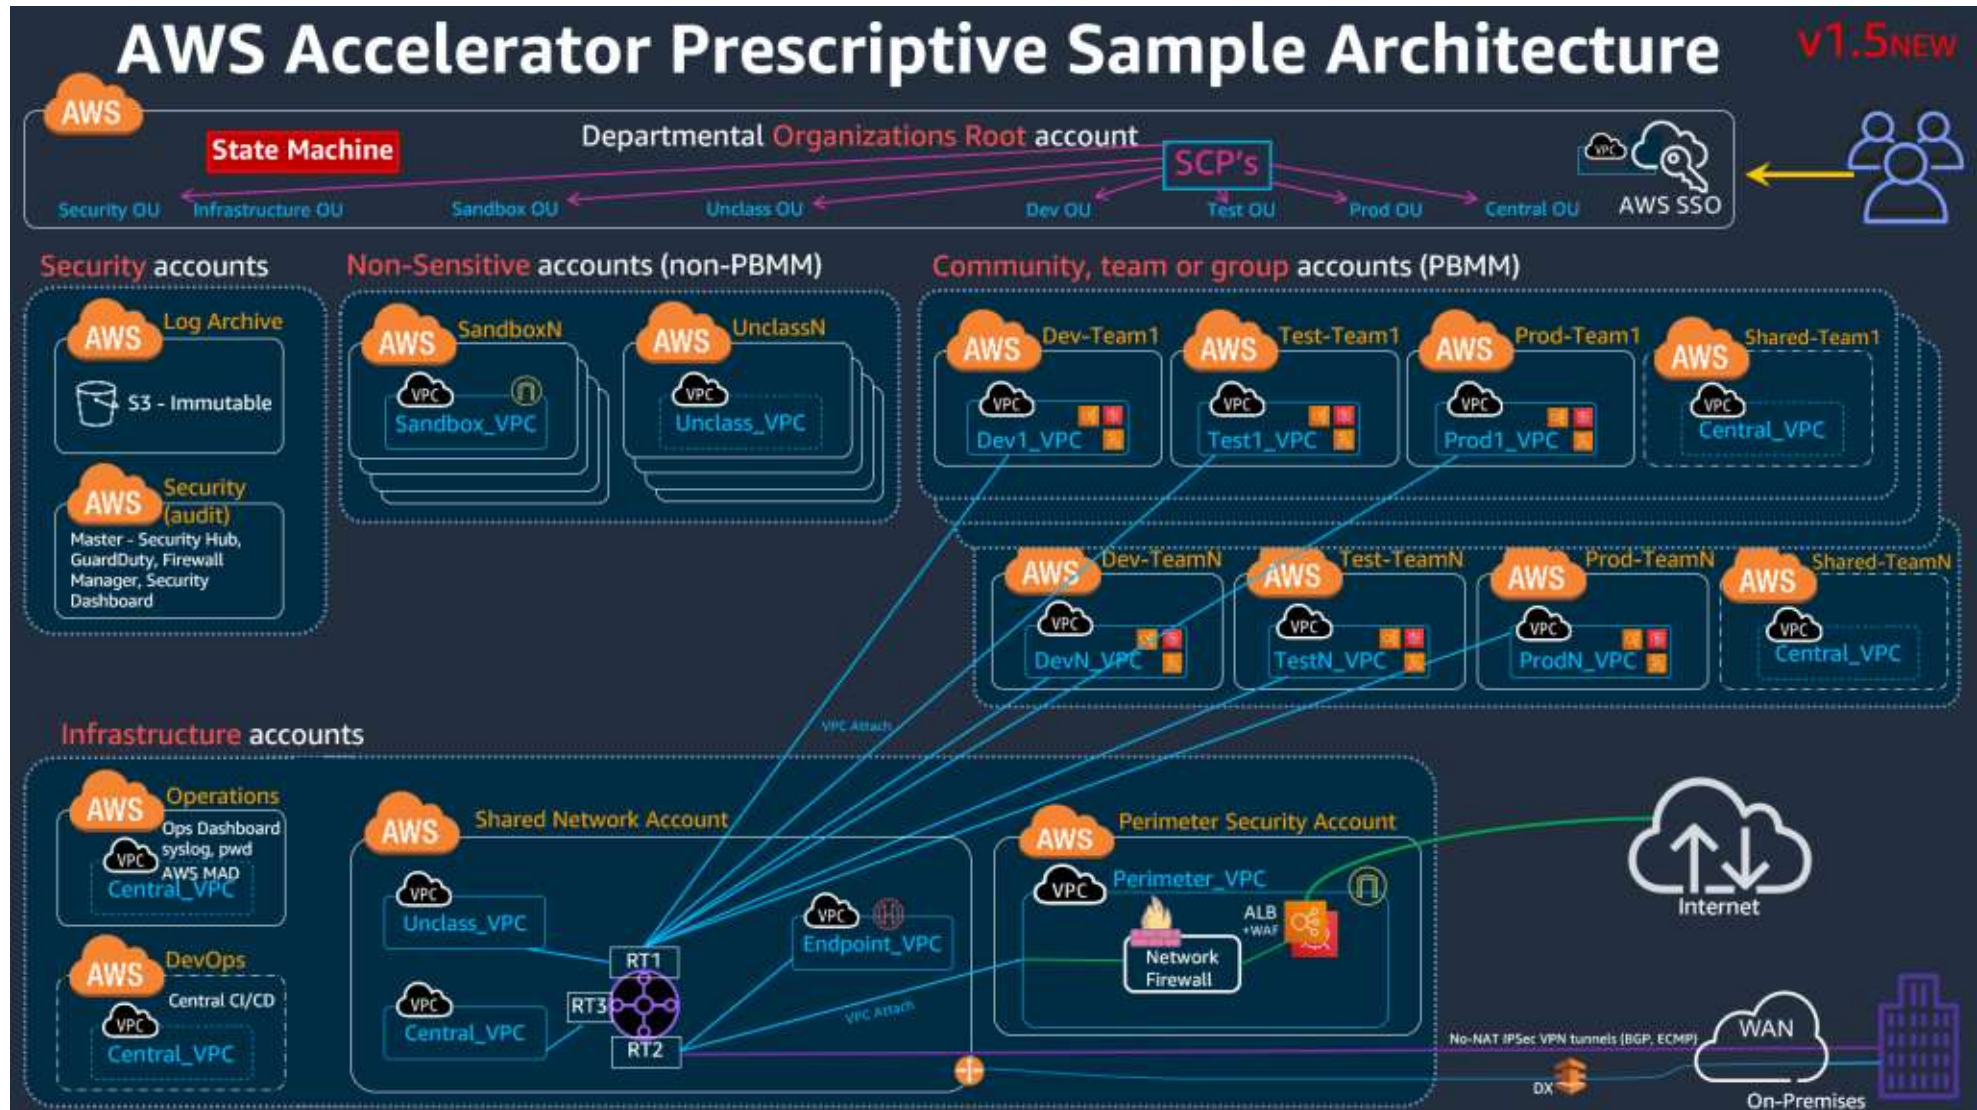 AWS Accelerator Prescriptive Sample Architecture
v1.5NEW
AWS
State Machine
Departmental Organizations Root account
SCP's
VPC
AWS SSO
Security OU
Infrastructure OU
Sandbox OU
Unclass OU
Dev OU
Test OU
Prod OU
Central OU
Security accounts
AWS
Log Archive
S3 - Immutable
AWS
Security
(audit)
Master - Security Hub,
GuardDuty, Firewall
Manager, Security
Dashboard
Non-Sensitive accounts (non-PBMM)
AWS
SandboxN
VPC
Sandbox_VPC
AWS
UnclassN
VPC
Unclass_VPC
Community, team or group accounts (PBMM)
AWS
Dev-Team1
VPC
Dev1_VPC
AWS
Test-Team1
VPC
Test1_VPC
AWS
Prod-Team1
VPC
Prod1_VPC
AWS
Shared-Team1
VPC
Central_VPC
AWS
Dev-TeamN
VPC
DevN_VPC
AWS
Test-TeamN
VPC
TestN_VPC
AWS
Prod-TeamN
VPC
ProdN_VPC
AWS
Shared-TeamN
VPC
Central_VPC
VPC Attach
Infrastructure accounts
AWS
Operations
Ops Dashboard
syslog, pwd
AWS MAD
VPC
Central_VPC
AWS
DevOps
Central CI/CD
VPC
Central_VPC
AWS
Shared Network Account
VPC
Unclass_VPC
VPC
Central_VPC
RT1
RT3
RT2
VPC
Endpoint_VPC
VPC Attach
AWS
Perimeter Security Account
VPC
Perimeter_VPC
Network
Firewall
ALB
+WAF
Internet
No-NAT IPSec VPN tunnels (BGP, ECMP)
WAN
DX
On-Premises